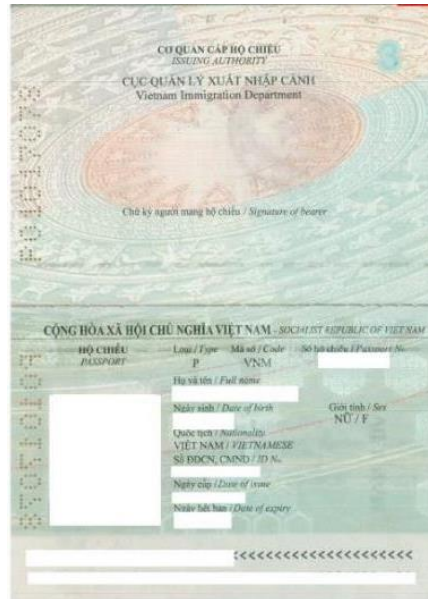 CƠ QUAN CẤP HỘ CHIẾU
ISSUING AUTHORITY
CỤC QUẢN LÝ XUẤT NHẬP CẢNH
Vietnam Immigration Department
Chữ ký người mang hộ chiếu / Signature of bearer
CỘNG HÒA XÃ HỘI CHỦ NGHĨA VIỆT NAM - SOCIALIST REPUBLIC OF VIET NAM
HỘ CHIẾU Loại / Type Mã số / Code Số hộ chiếu / Passport No
PASSPORT P VNM
Họ và tên / Full name
Ngày sinh / Date of birth Giới tính / Sex
NỮ / F
Quốc tịch / Nationality
VIỆT NAM / VIETNAMESE
Số ĐDCN, CMND / ID No
Ngày cấp / Date of issue
Ngày hết hạn / Date of expiry
<<<<<<<<<<<<<<<<<<<<<<